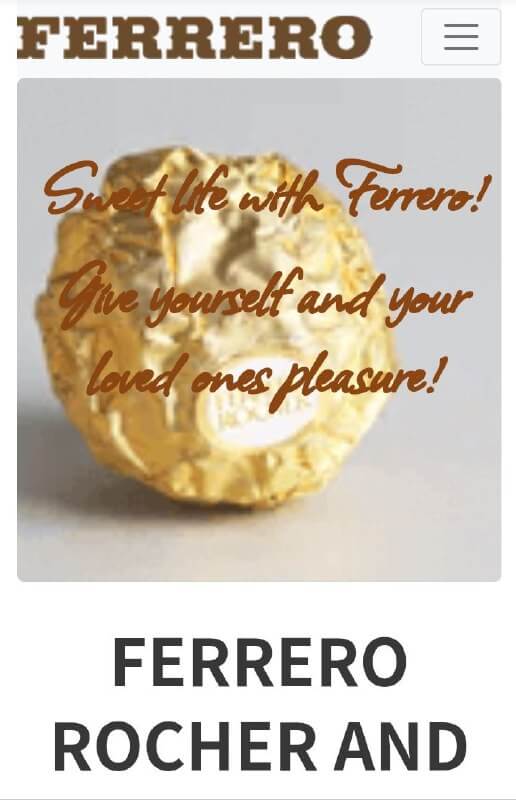 FERRERO
Sweet life with Ferrero!
Give yourself and your
loved ones pleasure!
ROCHER
FERRERO
ROCHER AND